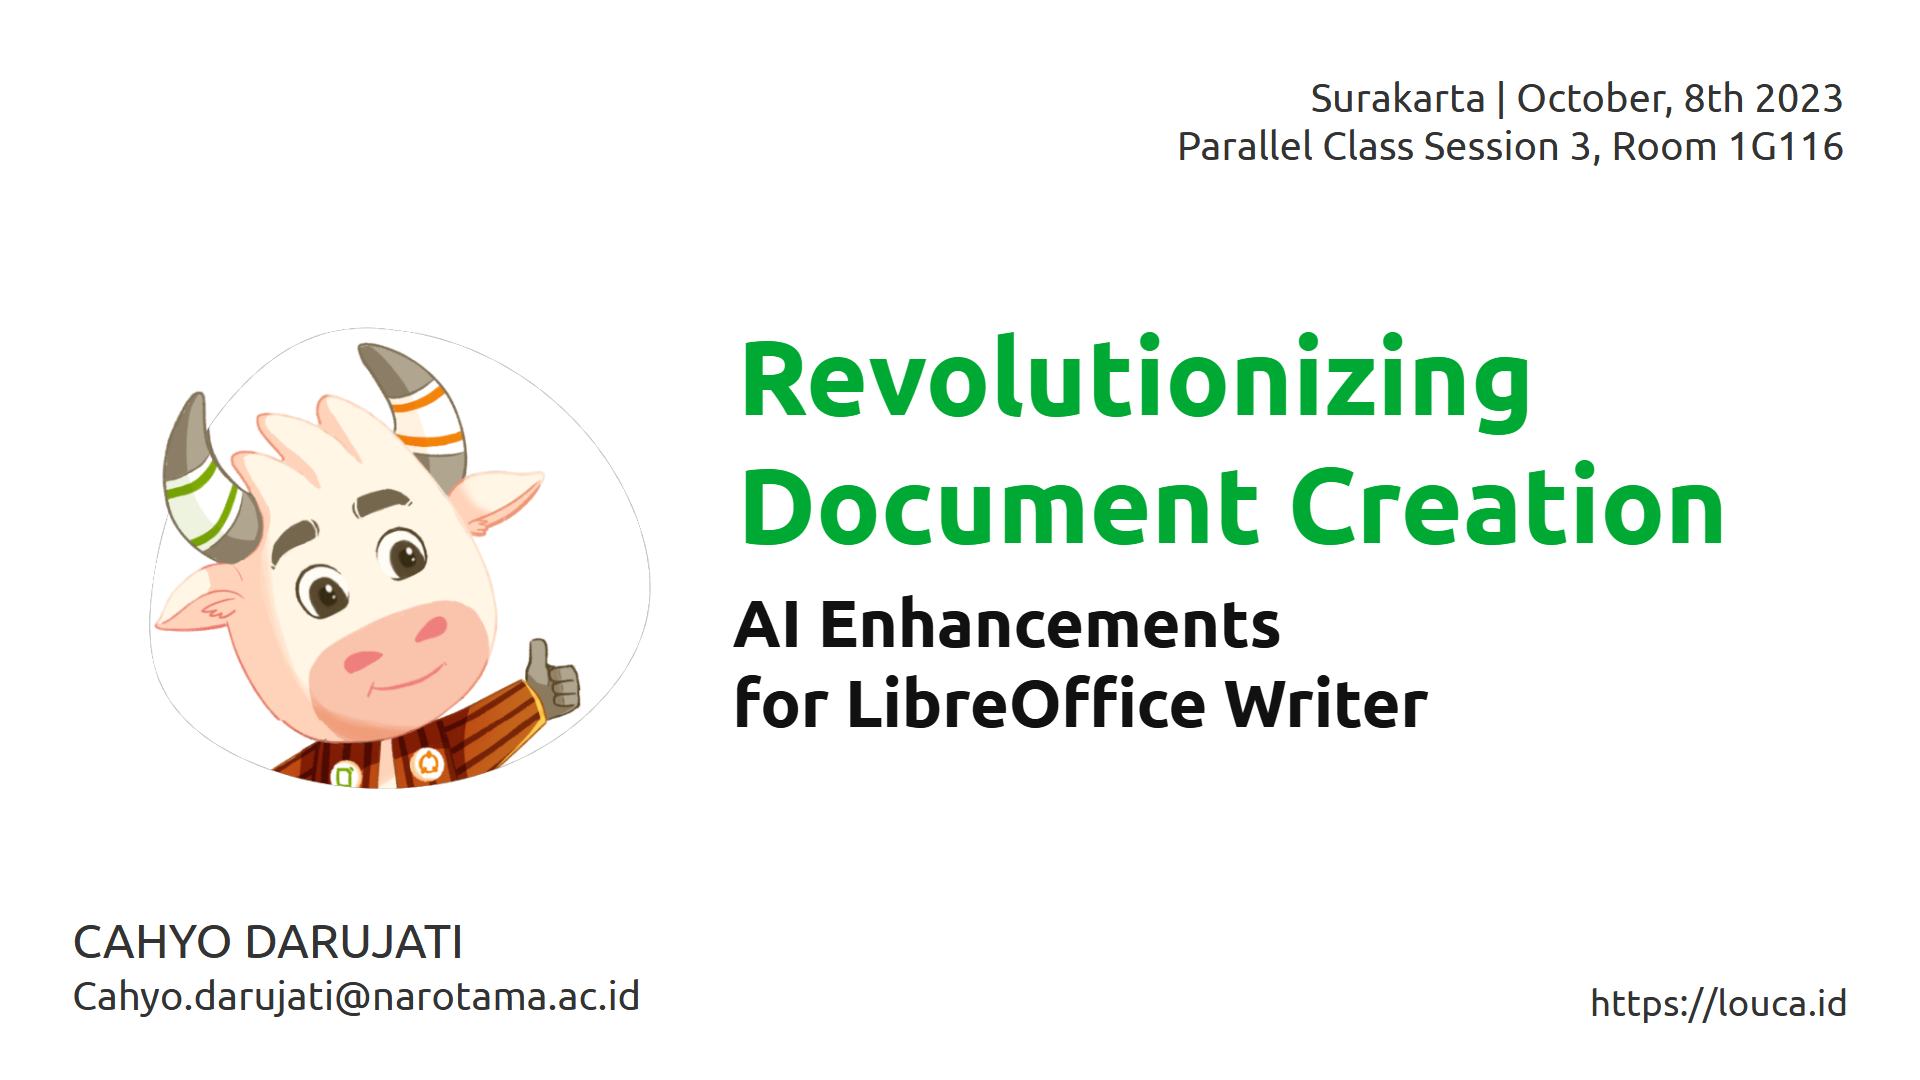 Surakarta | October, 8th 2023
Parallel Class Session 3, Room 1G116
Revolutionizing
Document Creation
AI Enhancements
for LibreOffice Writer
CAHYO DARUJATI
Cahyo.darujati@narotama.ac.id
https://louca.id